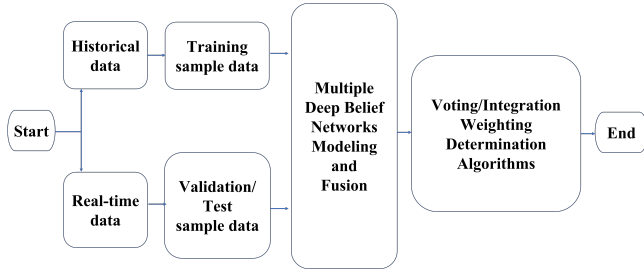 Start
Historical
data
Training
sample data
Real-time
data
Validation/
Test
sample data
Multiple
Deep Belief
Networks
Modeling
and
Fusion
Voting/Integration
Weighting
Determination
Algorithms
End